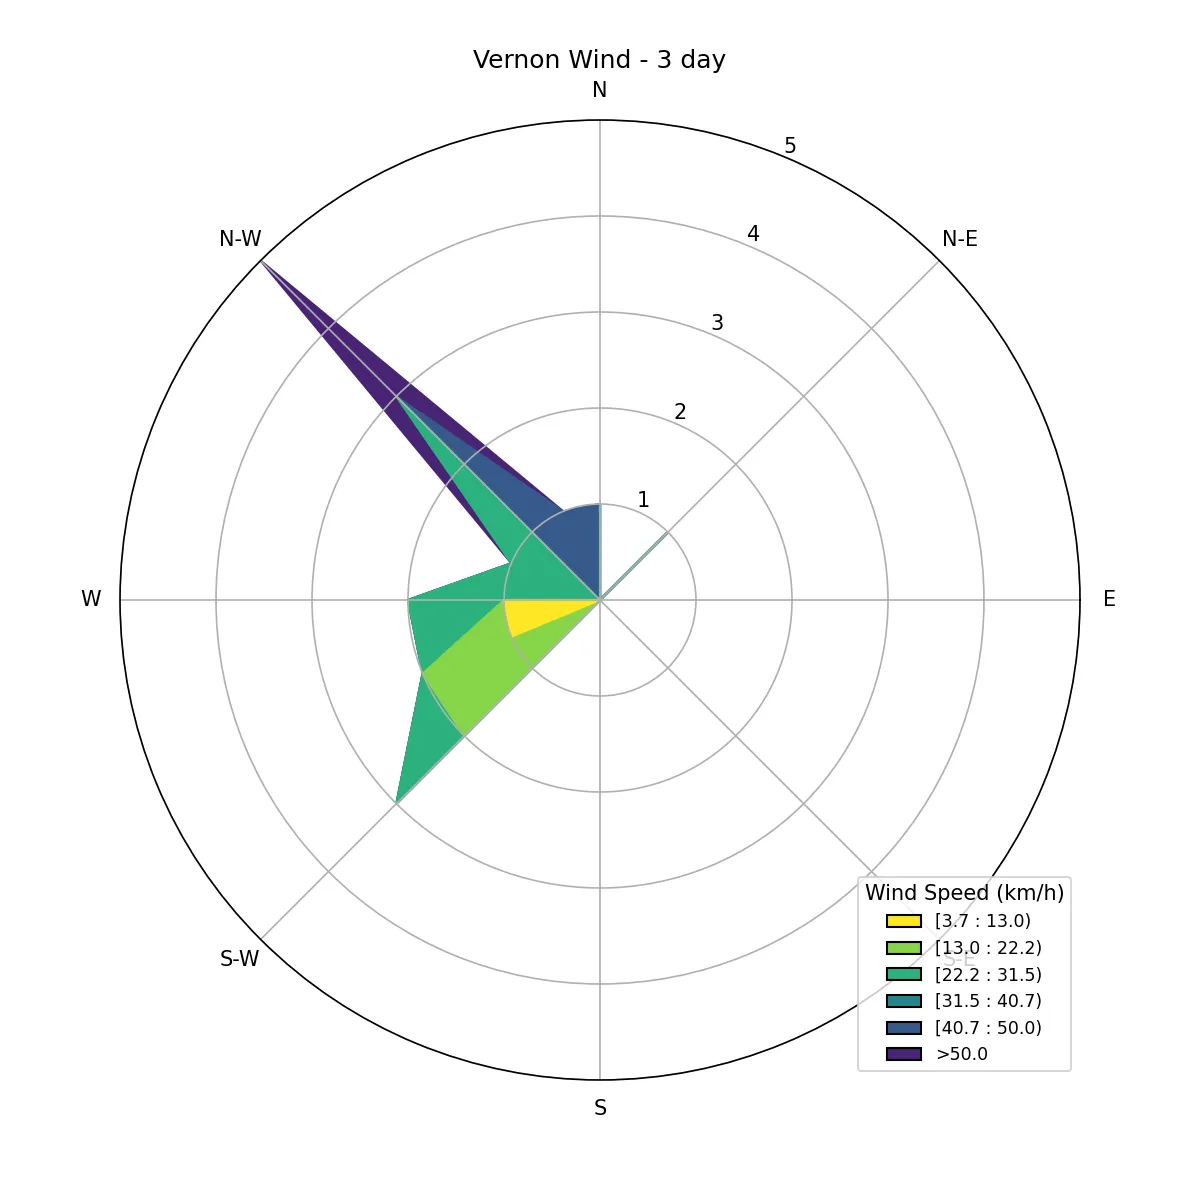 Vernon Wind - 3 day
N
5
N-W
N-E
4
3
2
1
W
E
Wind Speed (km/h)
[3.7 : 13.0)
[13.0 : 22.2)
S-W
S-E
[22.2 : 31.5)
[31.5 : 40.7)
[40.7 : 50.0)
>50.0
S